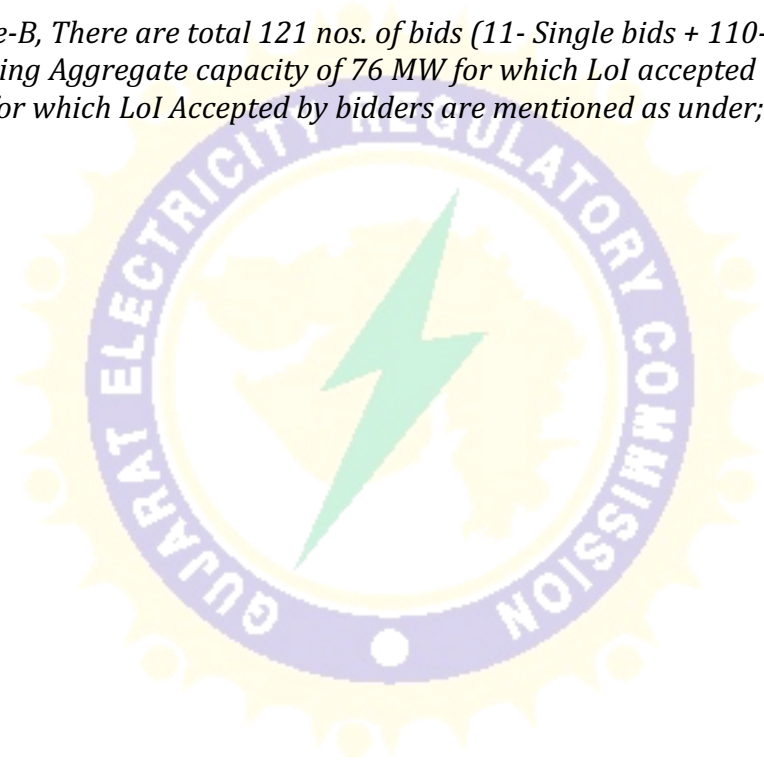 e-B, There are total 121 nos. of bids (11- Single bids + 110-
ing Aggregate capacity of 76 MW for which LoI accepted
for which LoI Accepted by bidders are mentioned as under;
GUJARAT ELECTRICITY REGULATORY COMMISSION